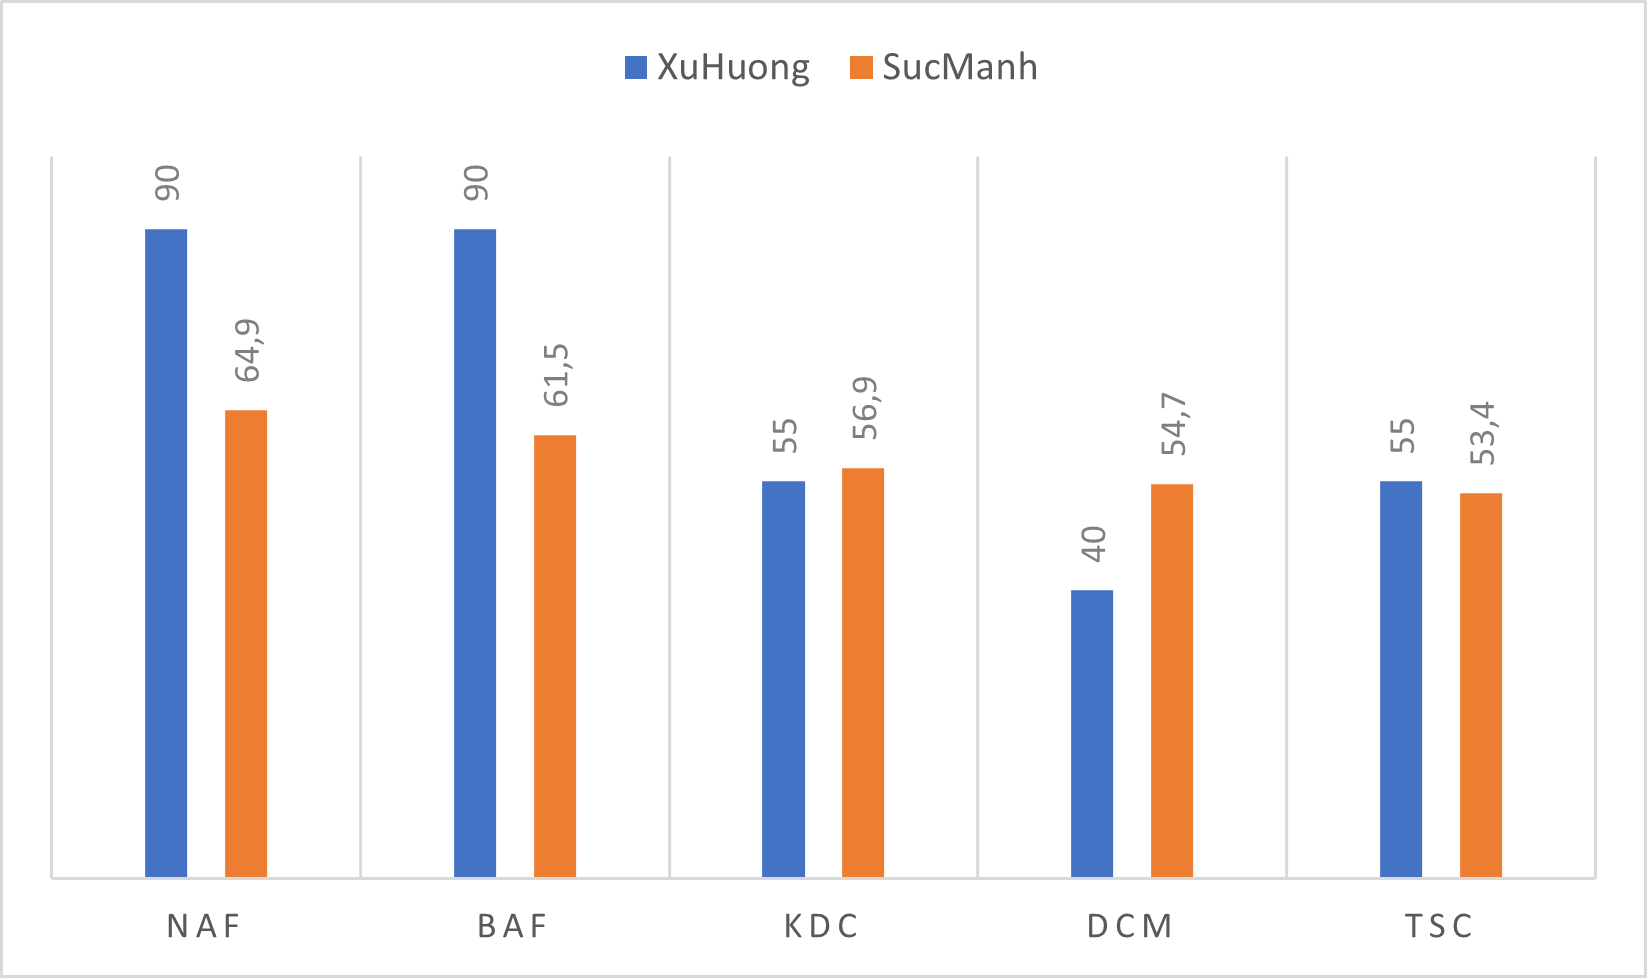 XuHuong SucManh
90 64,9 90 61,5 55 56,9 40 54,7 55 53,4
NAF BAF KDC DCM TSC